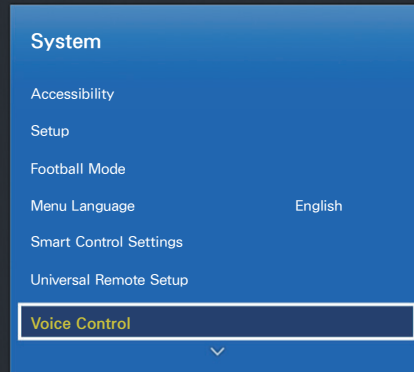 System
Accessibility
Setup
Football Mode
Menu Language English
Smart Control Settings
Universal Remote Setup
Voice Control